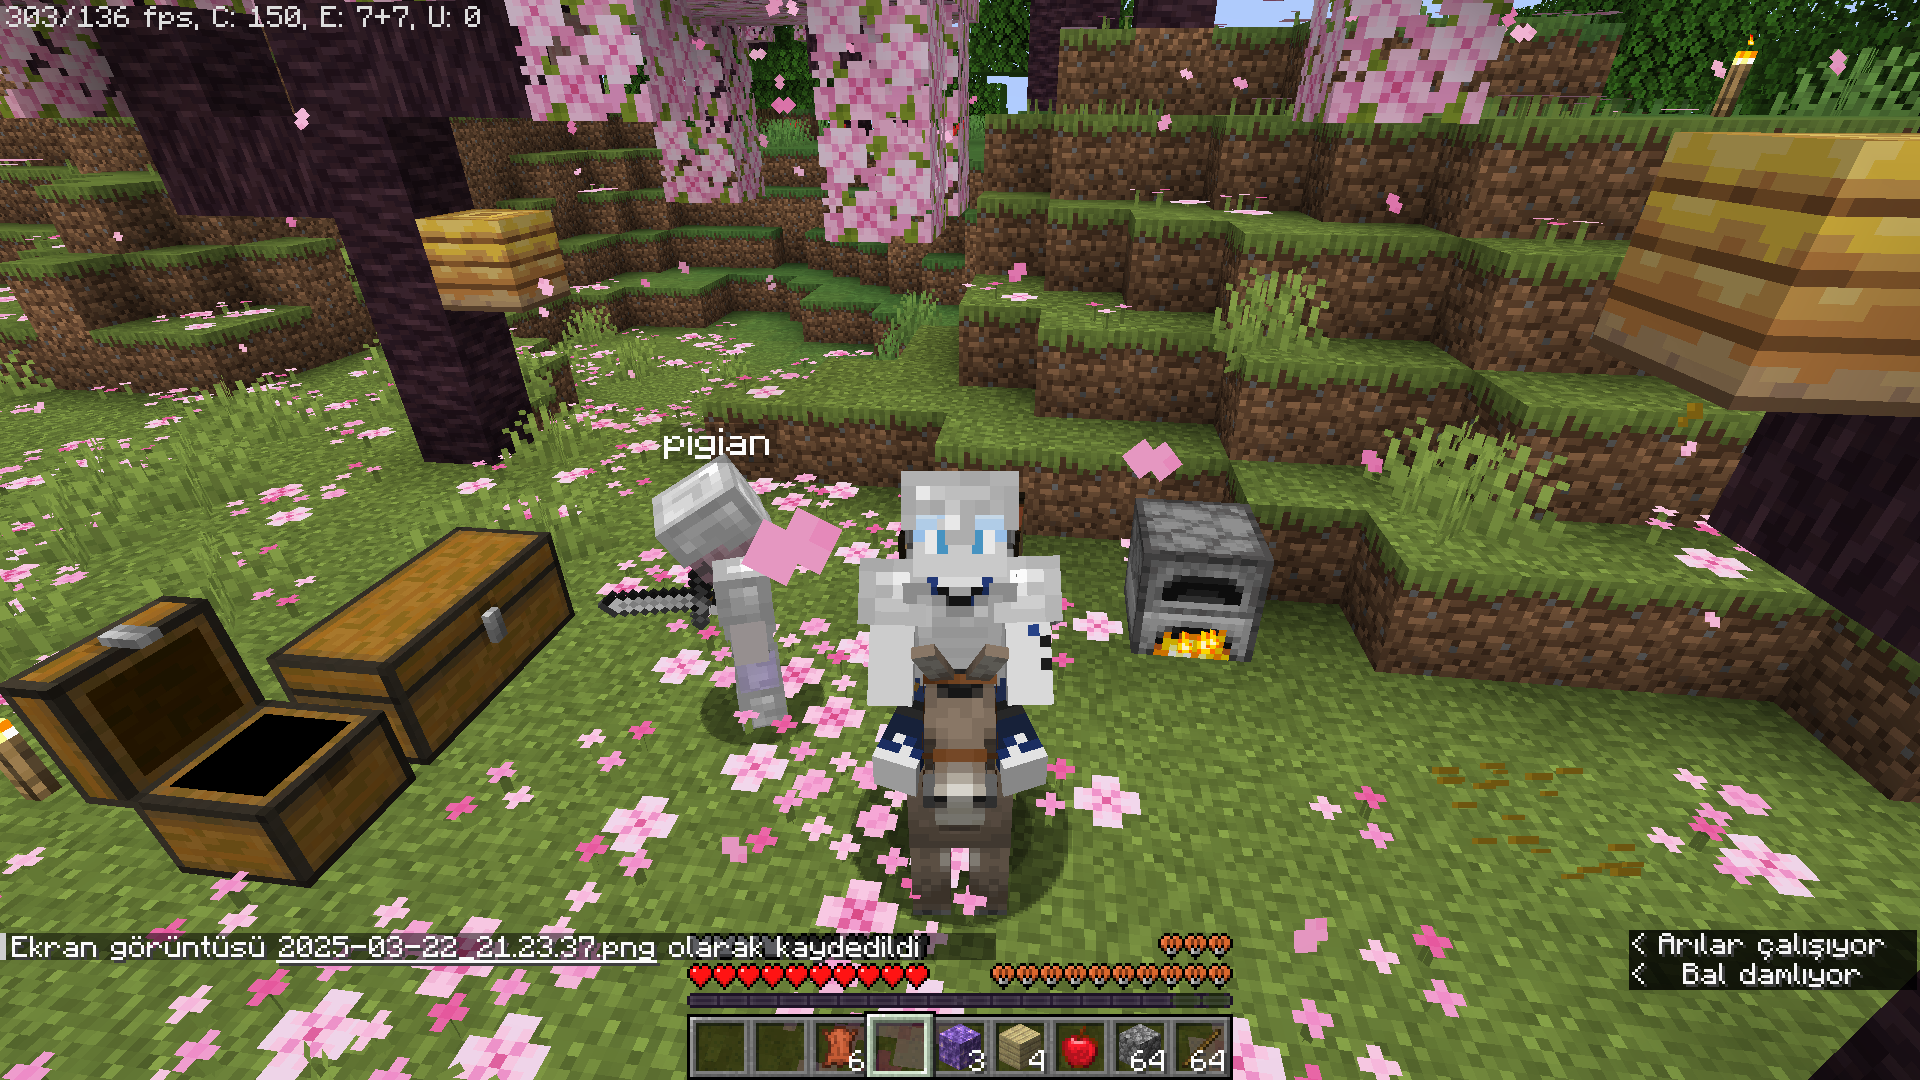 303/136 fps, C: 150, E: 7+7, U: 0
pigian
Ekran görüntüsü 2025-03-22_21.23.37.png olarak kaydedildi
< Arılar çalışıyor
< Bal damlıyor
6
3
4
64
64